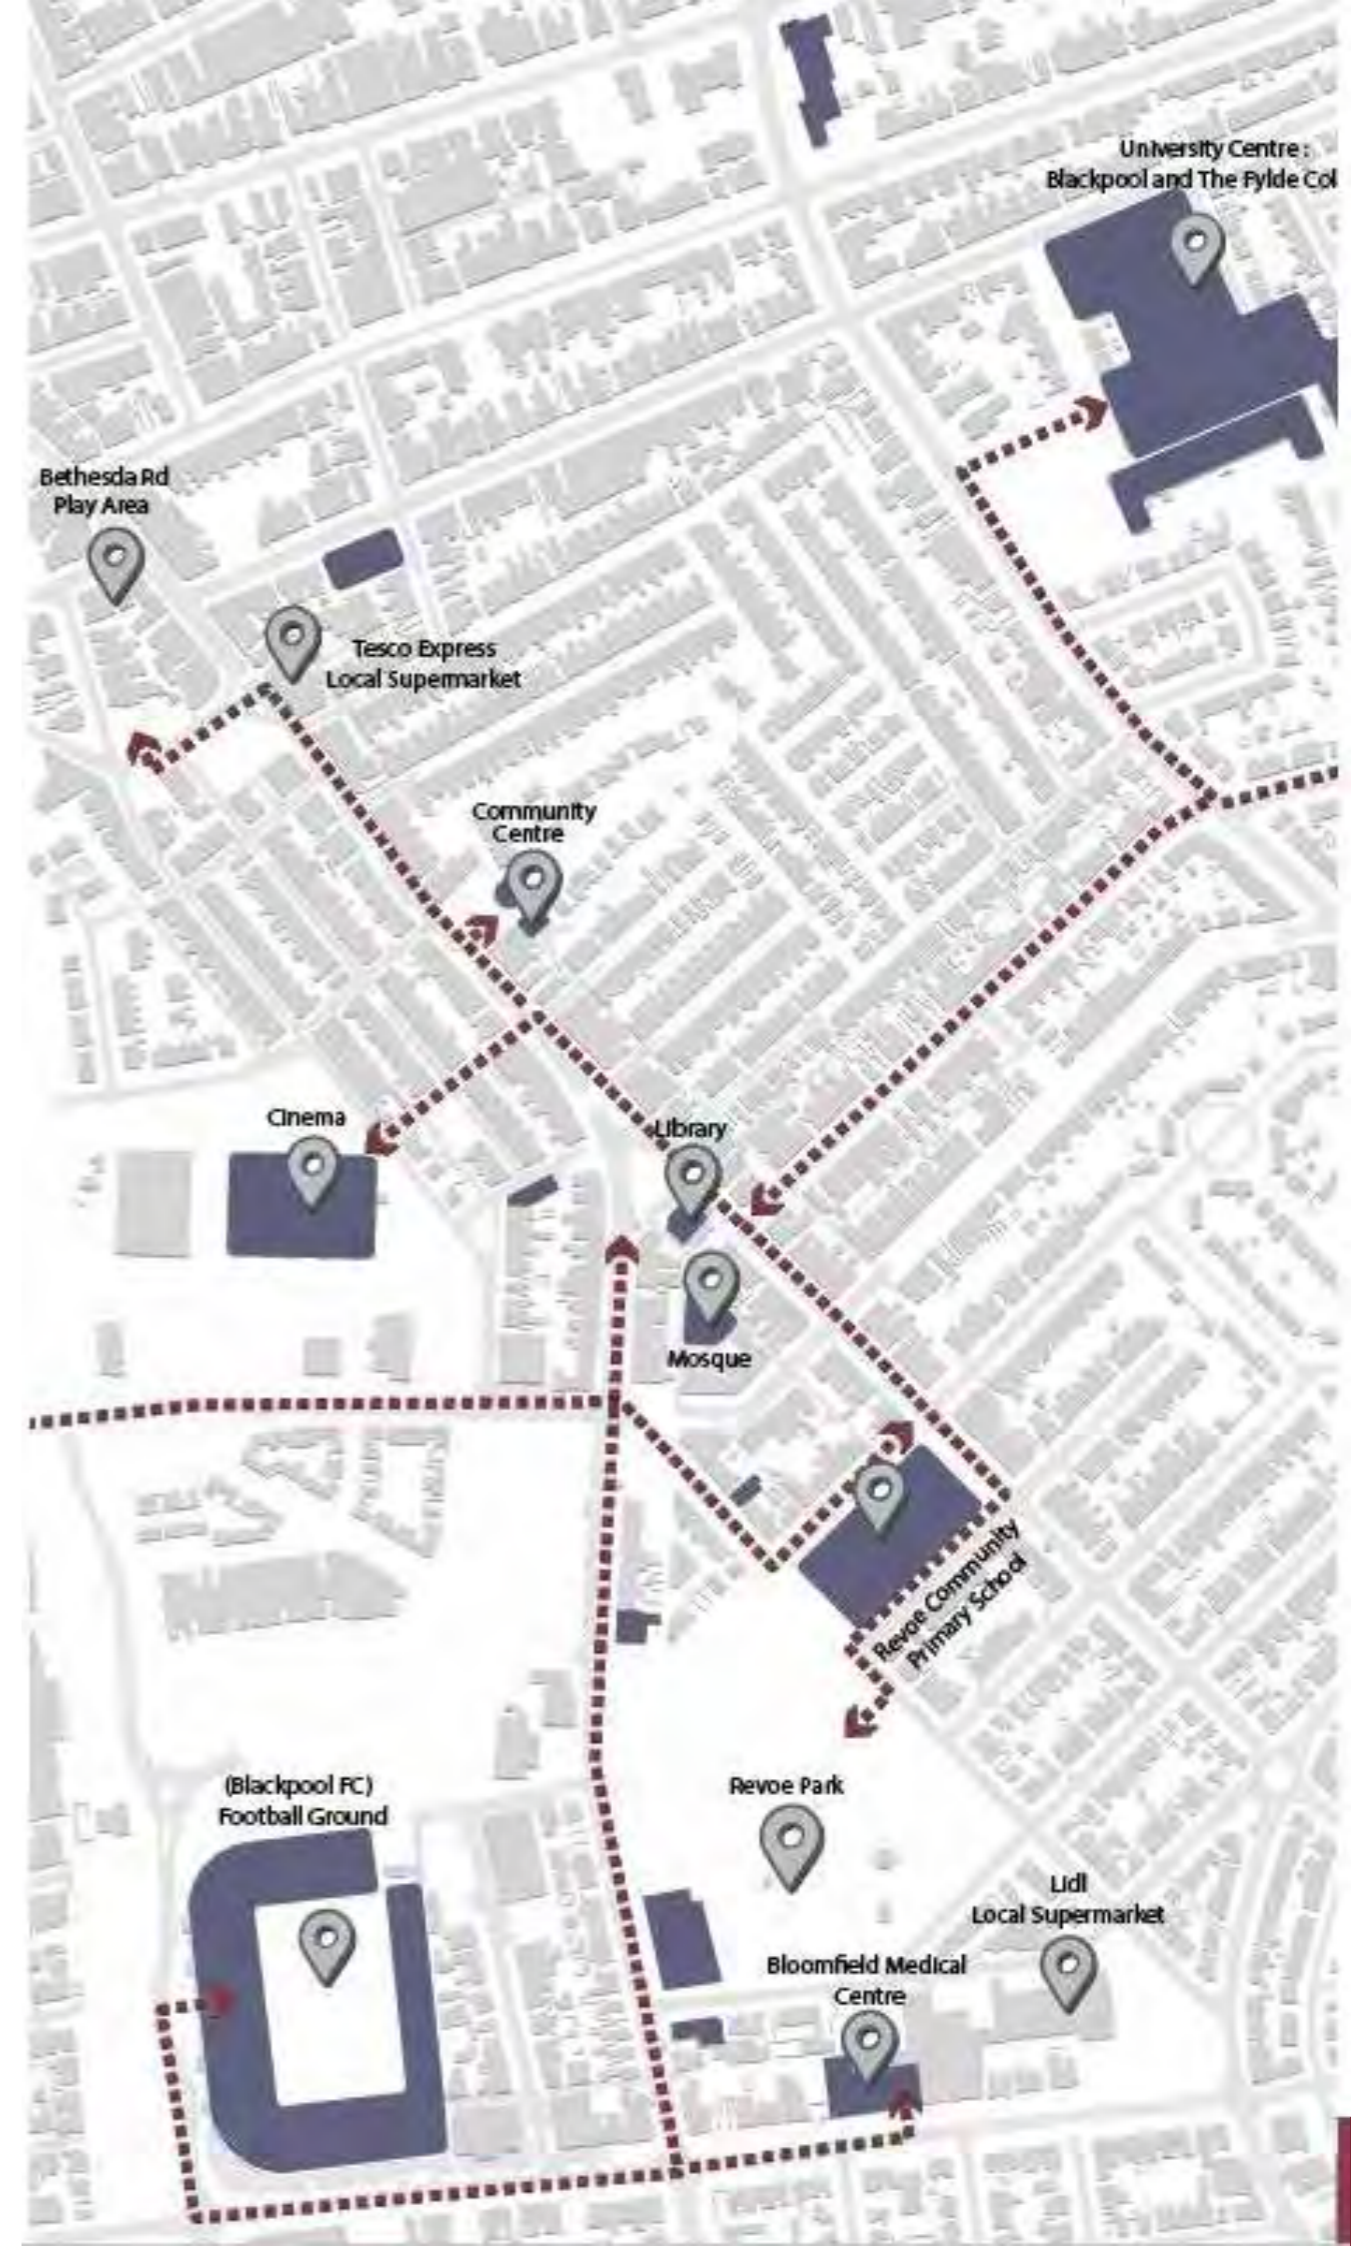 University Centre :
Blackpool and The Fylde Col
Bethesda Rd
Play Area
Tesco Express
Local Supermarket
Community
Centre
Cinema
Library
Mosque
Revoe Community
Primary School
(Blackpool FC)
Football Ground
Revoe Park
Lidl
Local Supermarket
Bloomfield Medical
Centre